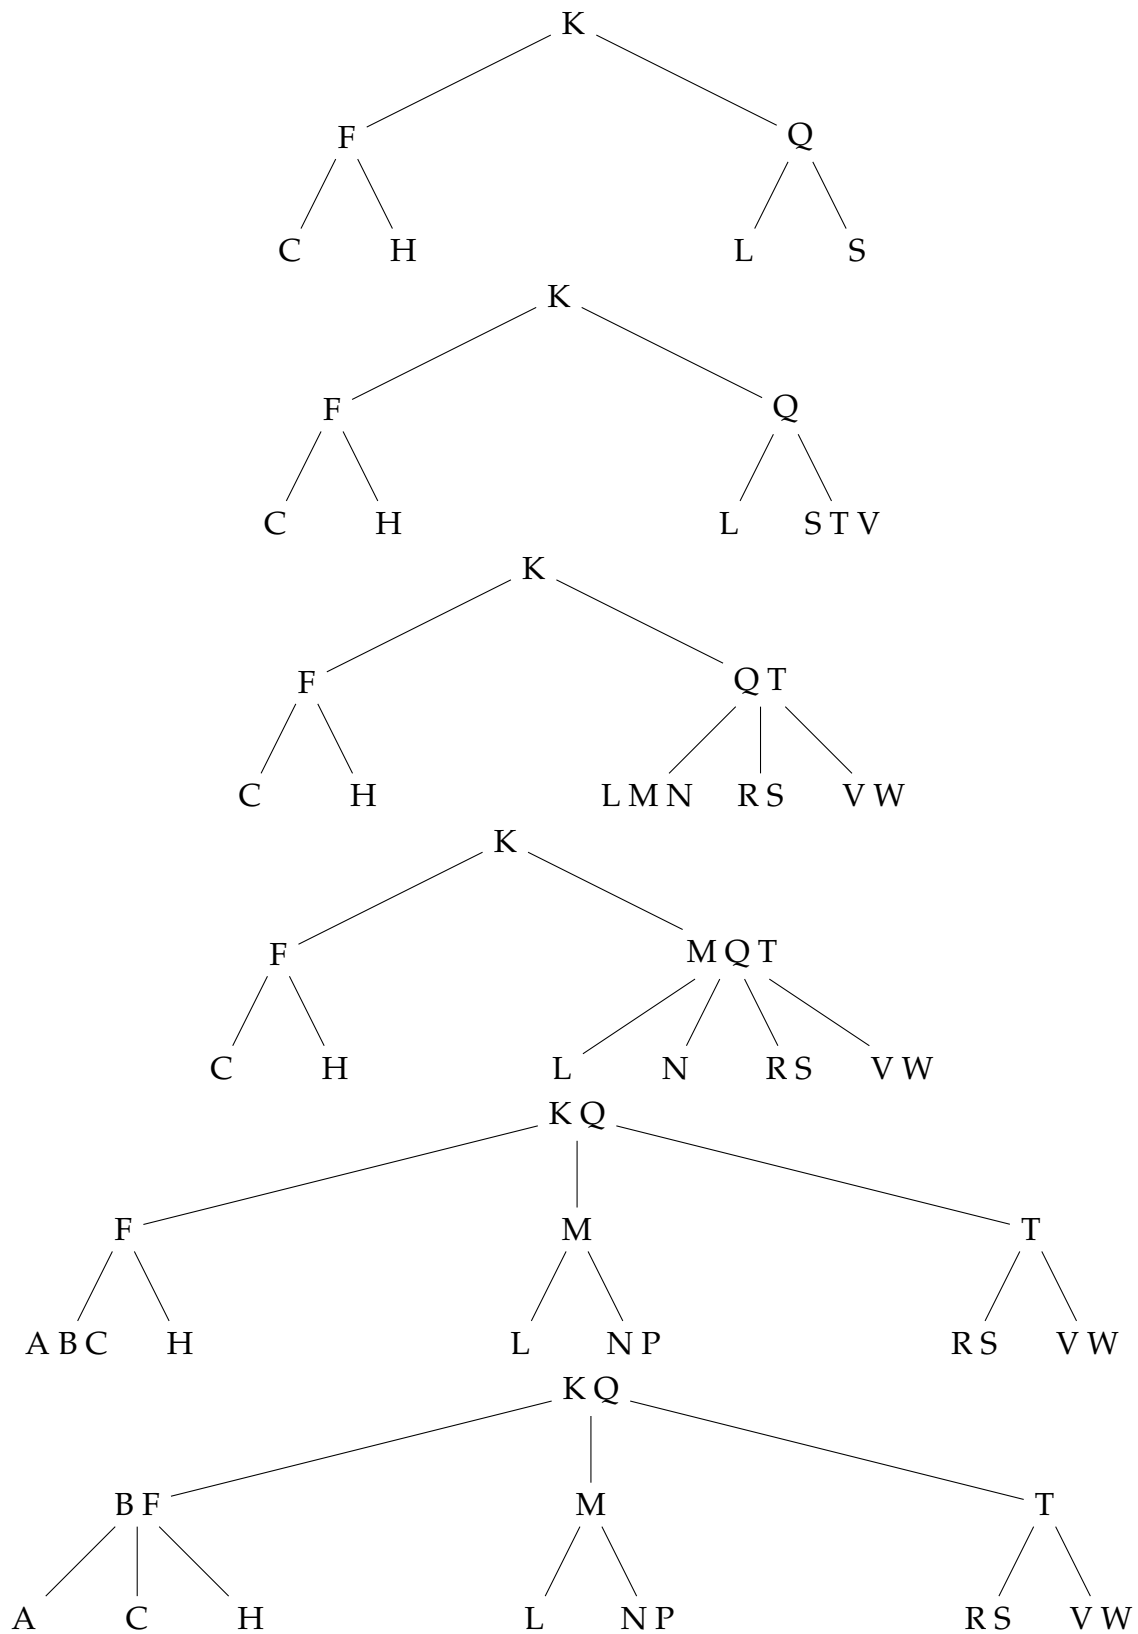 K
F Q
C H L S
K
F Q
C H L S T V
K
F Q T
C H L M N R S V W
K
F M Q T
C H L N R S V W
K Q
F M T
A B C H L N P R S V W
K Q
B F M T
A C H L N P R S V W